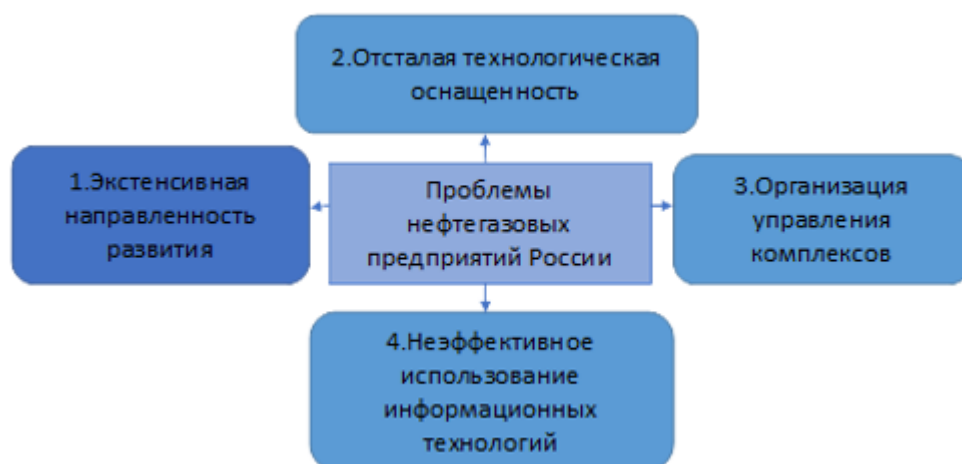 2.Отсталая технологическая
оснащенность
1.Экстенсивная
направленность
развития
Проблемы
нефтегазовых
предприятий России
3.Организация
управления
комплексов
4.Неэффективное
использование
информационных
технологий